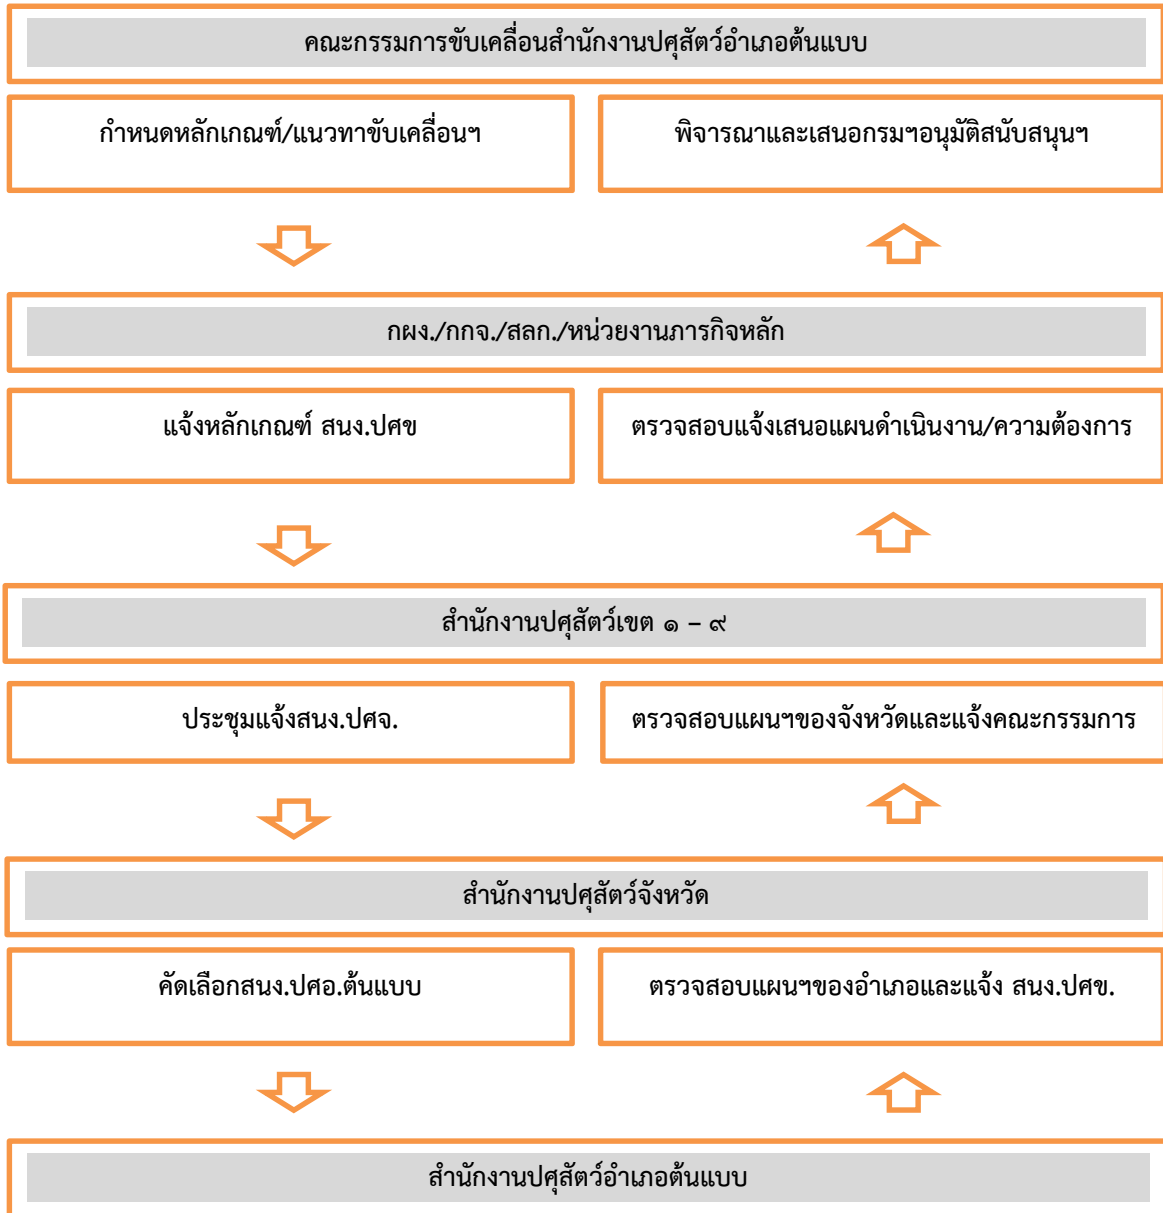 คณะกรรมการขับเคลื่อนสำนักงานปศุสัตว์อำเภอต้นแบบ
กำหนดหลักเกณฑ์/แนวทาขับเคลื่อนฯ
พิจารณาและเสนอกรมฯอนุมัติสนับสนุนฯ
กผง./กกจ./สลก./หน่วยงานภารกิจหลัก
แจ้งหลักเกณฑ์ สนง.ปศข
ตรวจสอบแจ้งเสนอแผนดำเนินงาน/ความต้องการ
สำนักงานปศุสัตว์เขต ๑ – ๙
ประชุมแจ้งสนง.ปศจ.
ตรวจสอบแผนฯของจังหวัดและแจ้งคณะกรรมการ
สำนักงานปศุสัตว์จังหวัด
คัดเลือกสนง.ปศอ.ต้นแบบ
ตรวจสอบแผนฯของอำเภอและแจ้ง สนง.ปศข.
สำนักงานปศุสัตว์อำเภอต้นแบบ